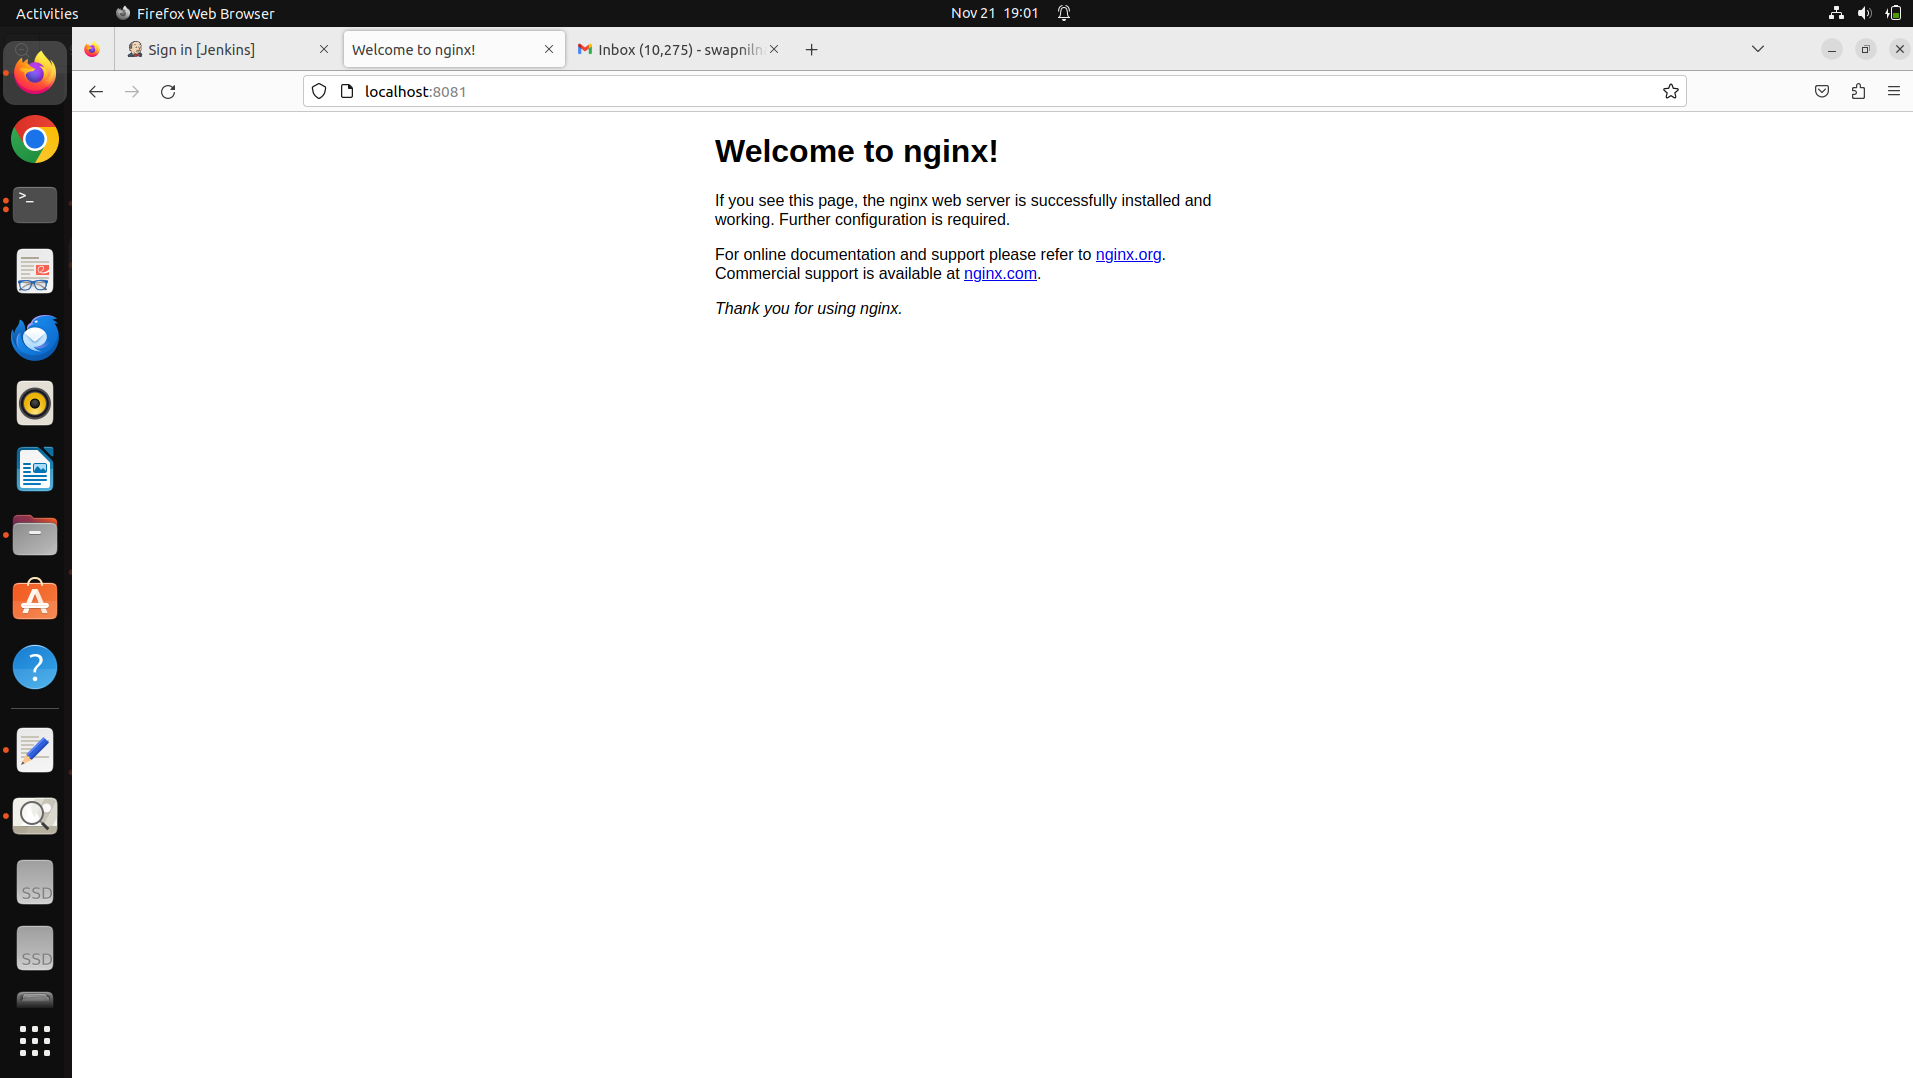 Activities
Firefox Web Browser
Nov 21 19:01
Sign in [Jenkins]
Welcome to nginx!
Inbox (10,275) - swapniln
localhost:8081
Welcome to nginx!
If you see this page, the nginx web server is successfully installed and
working. Further configuration is required.
For online documentation and support please refer to nginx.org.
Commercial support is available at nginx.com.
Thank you for using nginx.
SSD
SSD